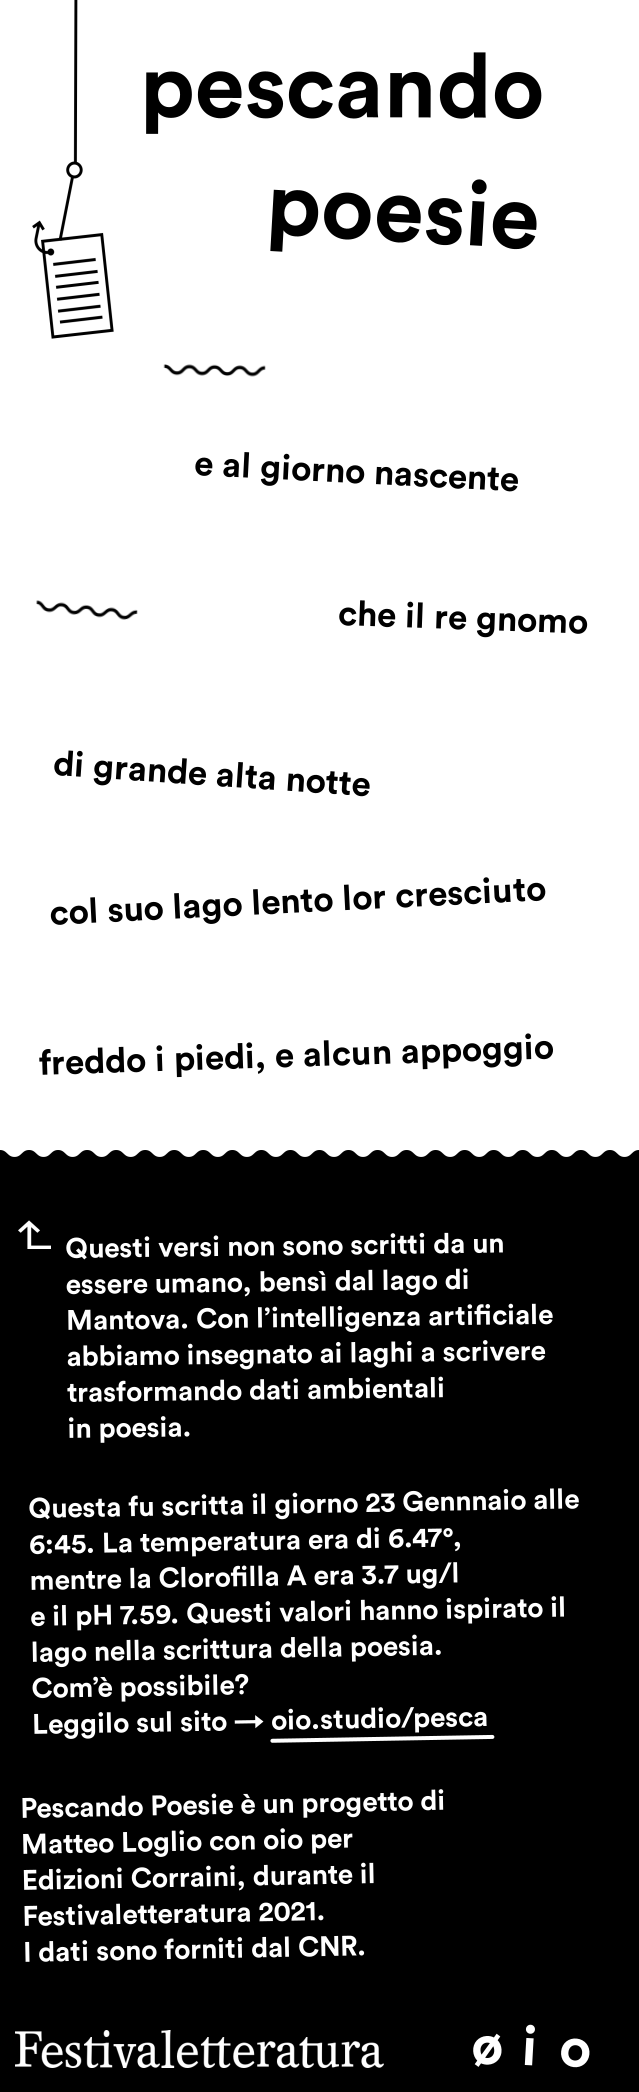 pescando
poesie
e al giorno nascente
che il re gnomo
di grande alta notte
col suo lago lento lor cresciuto
freddo i piedi, e alcun appoggio
Questi versi non sono scritti da un
essere umano, bensì dal lago di
Mantova. Con l'intelligenza artificiale
abbiamo insegnato ai laghi a scrivere
trasformando dati ambientali
in poesia.
Questa fu scritta il giorno 23 Gennnaio alle
6:45. La temperatura era di 6.47°,
mentre la Clorofilla A era 3.7 ug/l
e il pH 7.59. Questi valori hanno ispirato il
lago nella scrittura della poesia.
Com'è possibile?
Leggilo sul sito → oio.studio/pesca
Pescando Poesie è un progetto di
Matteo Loglio con oio per
Edizioni Corraini, durante il
Festivaletteratura 2021.
I dati sono forniti dal CNR.
Festivaletteratura ø i o